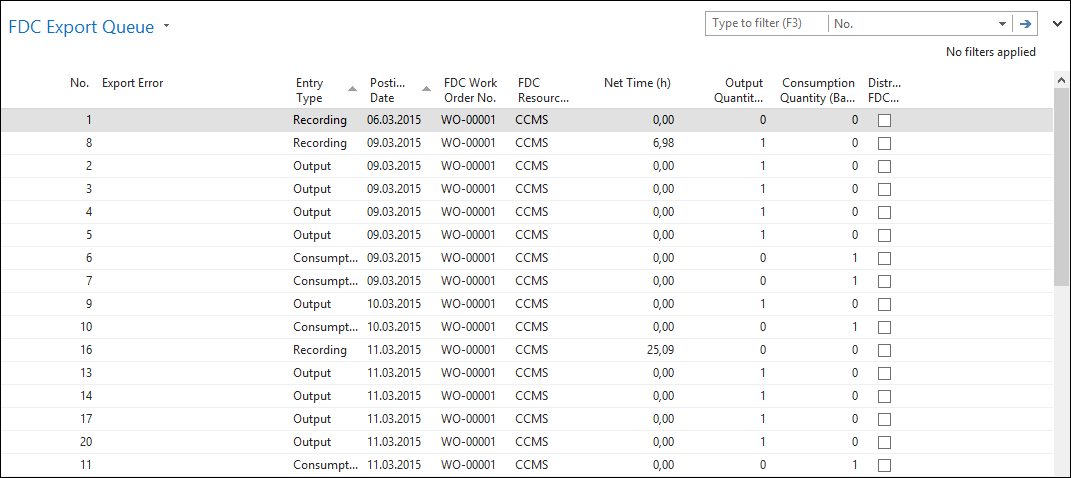 FDC Export Queue
Type to filter (F3) No.
No filters applied
No. Export Error Entry Type Posti... Date FDC Work Order No. FDC Resourc... Net Time (h) Output Quantit... Consumption Quantity (Ba... Distr... FDC...
1 Recording 06.03.2015 WO-00001 CCMS 0,00 0 0
8 Recording 09.03.2015 WO-00001 CCMS 6,98 1 0
2 Output 09.03.2015 WO-00001 CCMS 0,00 1 0
3 Output 09.03.2015 WO-00001 CCMS 0,00 1 0
4 Output 09.03.2015 WO-00001 CCMS 0,00 1 0
5 Output 09.03.2015 WO-00001 CCMS 0,00 1 0
6 Consumpt... 09.03.2015 WO-00001 CCMS 0,00 0 1
7 Consumpt... 09.03.2015 WO-00001 CCMS 0,00 0 1
9 Output 10.03.2015 WO-00001 CCMS 0,00 1 0
10 Consumpt... 10.03.2015 WO-00001 CCMS 0,00 0 1
16 Recording 11.03.2015 WO-00001 CCMS 25,09 0 0
13 Output 11.03.2015 WO-00001 CCMS 0,00 1 0
14 Output 11.03.2015 WO-00001 CCMS 0,00 1 0
17 Output 11.03.2015 WO-00001 CCMS 0,00 1 0
20 Output 11.03.2015 WO-00001 CCMS 0,00 1 0
11 Consumpt... 11.03.2015 WO-00001 CCMS 0,00 0 1